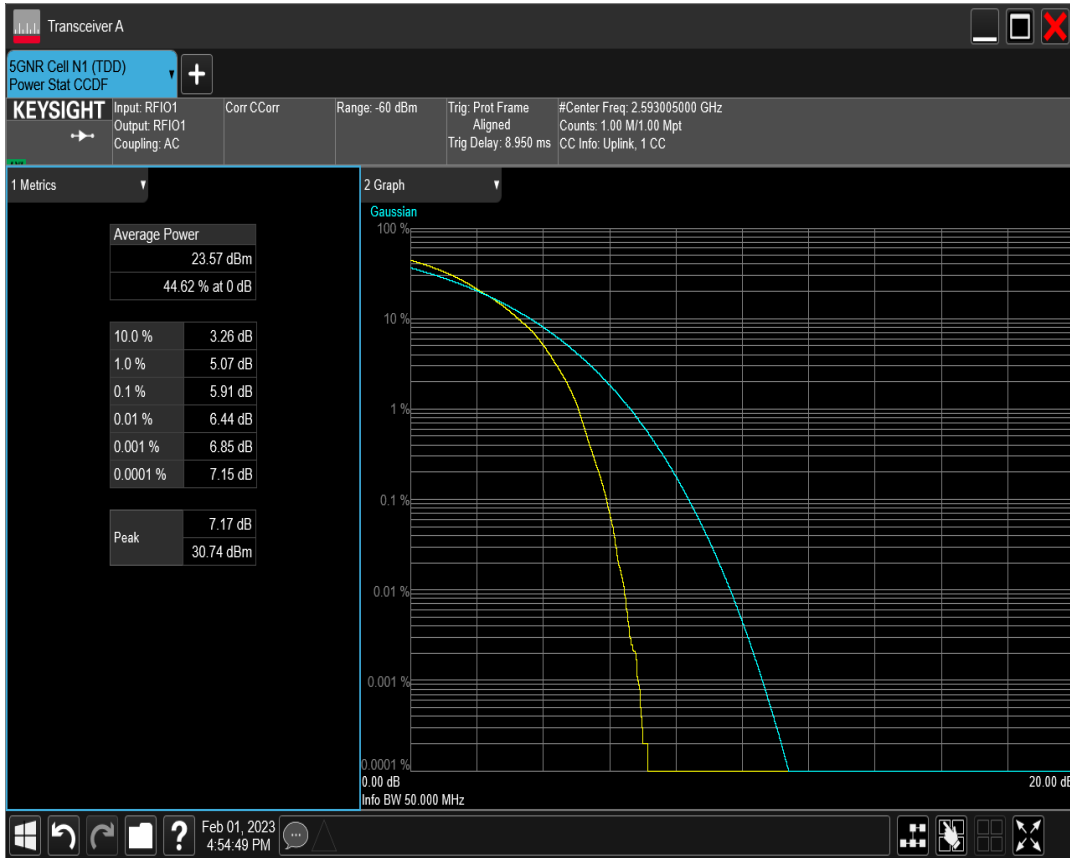 Transceiver A
5GNR Cell N1 (TDD)
Power Stat CCDF
+
KEYSIGHT
Input: RFIO1
Output: RFIO1
Coupling: AC
Corr CCorr
Range: -60 dBm
Trig: Prot Frame
Aligned
Trig Delay: 8.950 ms
#Center Freq: 2.593005000 GHz
Counts: 1.00 M/1.00 Mpt
CC Info: Uplink, 1 CC
1 Metrics
Average Power
23.57 dBm
44.62 % at 0 dB
10.0 % 3.26 dB
1.0 % 5.07 dB
0.1 % 5.91 dB
0.01 % 6.44 dB
0.001 % 6.85 dB
0.0001 % 7.15 dB
Peak
7.17 dB
30.74 dBm
2 Graph
Gaussian
100 %
10 %
1 %
0.1 %
0.01 %
0.001 %
0.0001 %
0.00 dB
20.00 dB
Info BW 50.000 MHz
?
Feb 01, 2023
4:54:49 PM